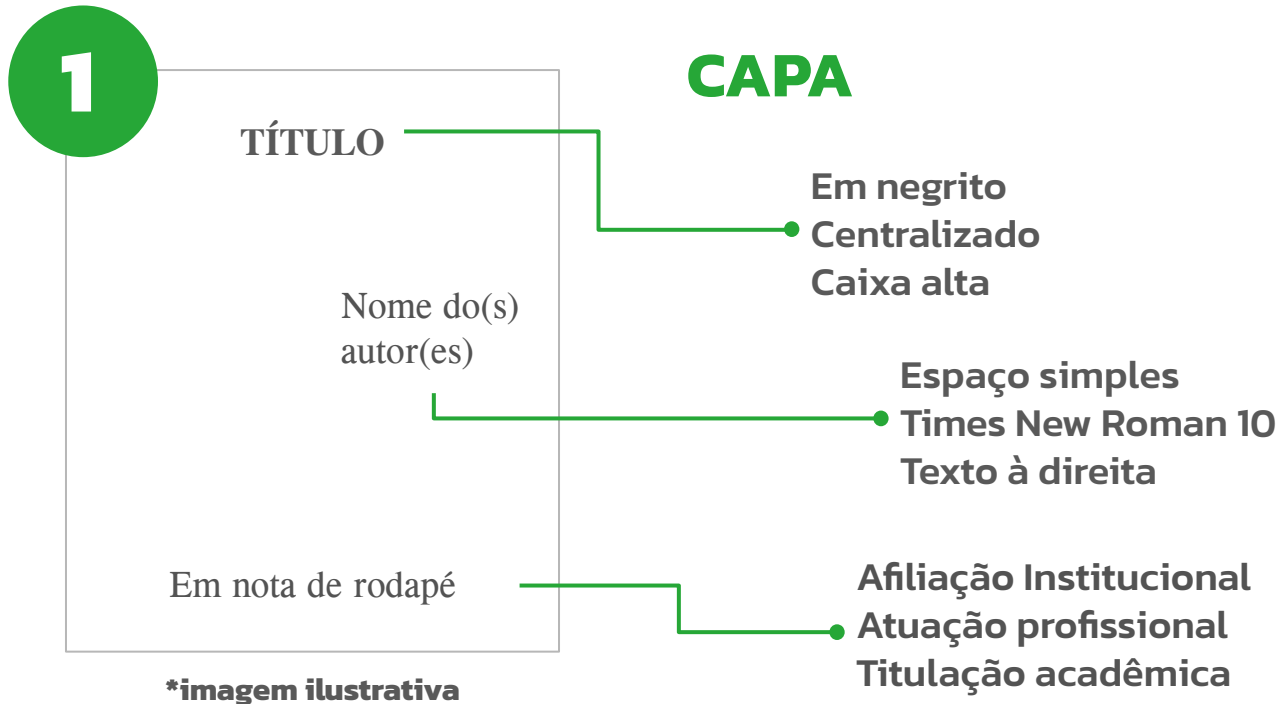 1
CAPA
TÍTULO
Em negrito
Centralizado
Caixa alta
Nome do(s)
autor(es)
Espaço simples
Times New Roman 10
Texto à direita
Em nota de rodapé
Afiliação Institucional
Atuação profissional
Titulação acadêmica
*imagem ilustrativa